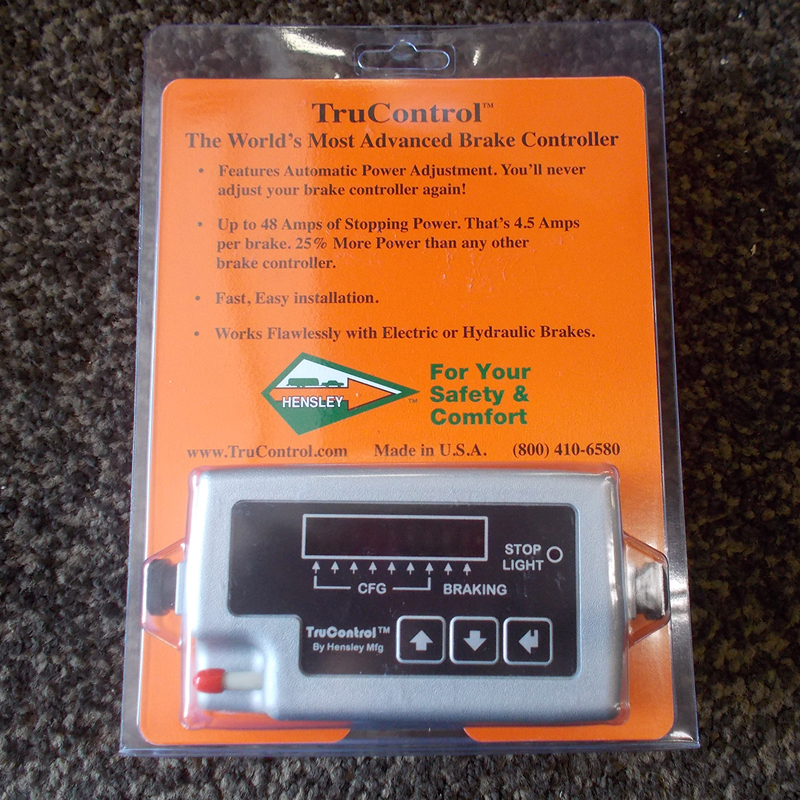 TruControl™
The World's Most Advanced Brake Controller
• Features Automatic Power Adjustment. You'll never
adjust your brake controller again!
• Up to 48 Amps of Stopping Power. That's 4.5 Amps
per brake. 25% More Power than any other
brake controller.
• Fast, Easy installation.
• Works Flawlessly with Electric or Hydraulic Brakes.
HENSLEY ™
For Your
Safety &
Comfort
www.TruControl.com Made in U.S.A. (800) 410-6580
STOP
LIGHT
CFG BRAKING
TruControl™
By Hensley Mfg